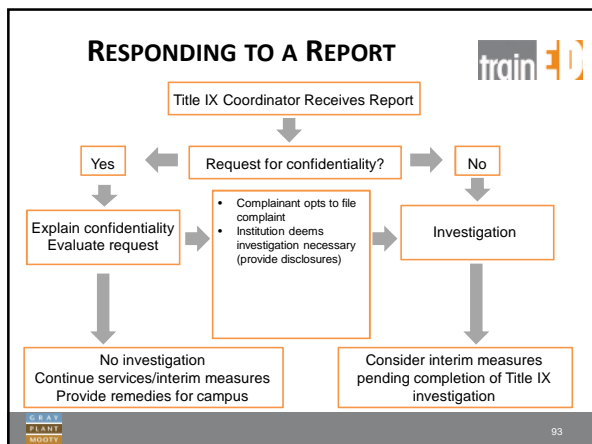 RESPONDING TO A REPORT
trainED
Title IX Coordinator Receives Report
Yes
Request for confidentiality?
No
Explain confidentiality
Evaluate request
• Complainant opts to file
complaint
• Institution deems
investigation necessary
(provide disclosures)
Investigation
No investigation
Continue services/interim measures
Provide remedies for campus
Consider interim measures
pending completion of Title IX
investigation
GRAY
PLANT
MOOTY
93